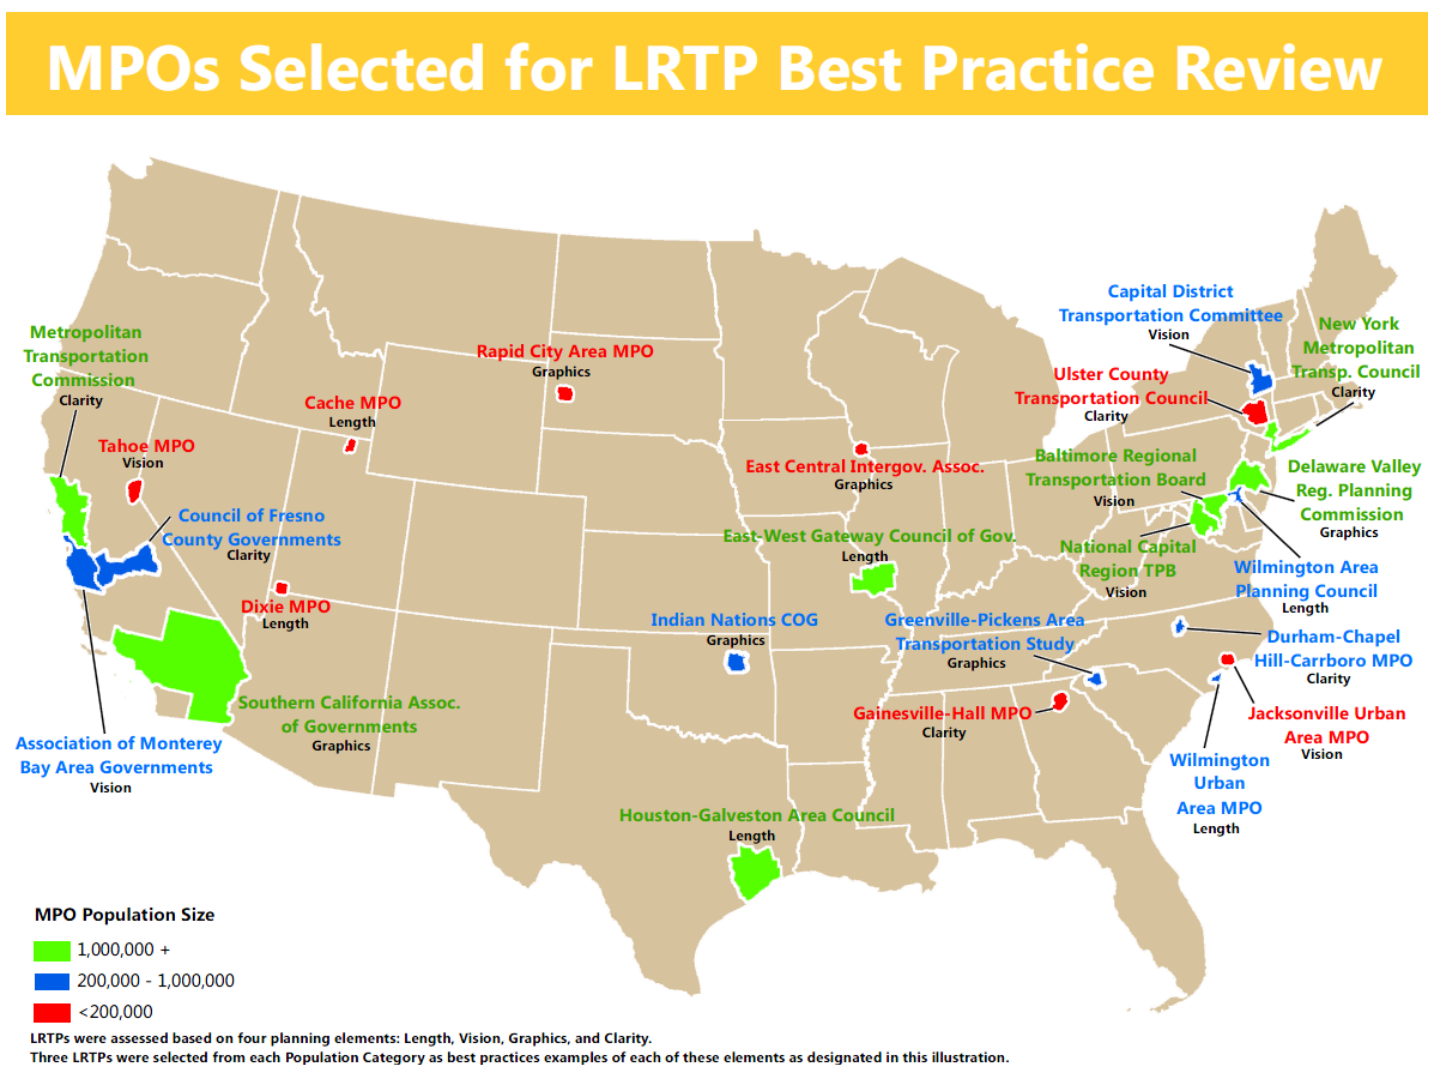 MPOs Selected for LRTP Best Practice Review
Capital District
Transportation Committee
Vision
New York
Metropolitan
Transp. Council
Clarity
Metropolitan
Transportation
Commission
Clarity
Rapid City Area MPO
Graphics
Ulster County
Transportation Council
Clarity
Cache MPO
Length
Tahoe MPO
Vision
East Central Intergov. Assoc.
Graphics
Baltimore Regional
Transportation Board
Vision
Delaware Valley
Reg. Planning
Commission
Graphics
Council of Fresno
County Governments
Clarity
East-West Gateway Council of Gov.
Length
National Capital
Region TPB
Vision
Wilmington Area
Planning Council
Length
Dixie MPO
Length
Indian Nations COG
Graphics
Greenville-Pickens Area
Transportation Study
Graphics
Durham-Chapel
Hill-Carrboro MPO
Clarity
Southern California Assoc.
of Governments
Graphics
Gainesville-Hall MPO
Clarity
Jacksonville Urban
Area MPO
Vision
Association of Monterey
Bay Area Governments
Vision
Wilmington
Urban
Area MPO
Length
Houston-Galveston Area Council
Length
MPO Population Size
1,000,000 +
200,000 - 1,000,000
<200,000
LRTPs were assessed based on four planning elements: Length, Vision, Graphics, and Clarity.
Three LRTPs were selected from each Population Category as best practices examples of each of these elements as designated in this illustration.